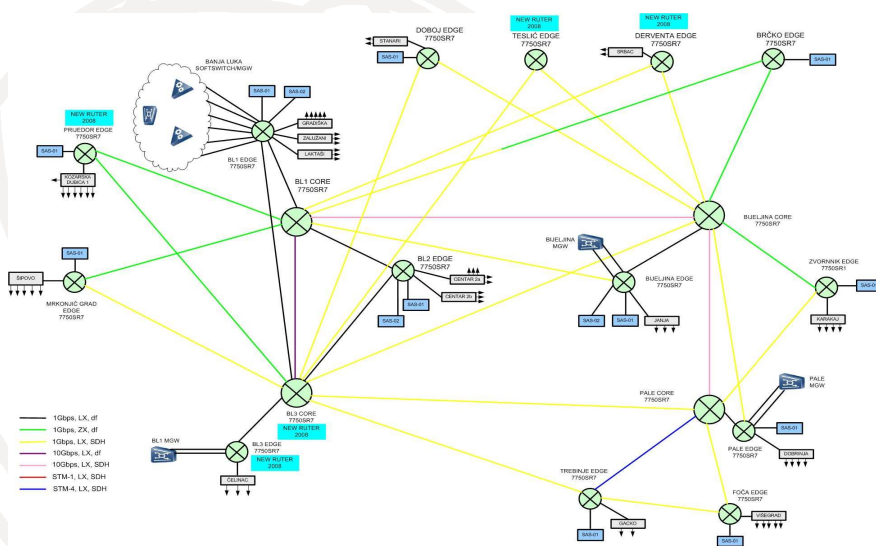 DOBOJ EDGE
7750SR7
STANARI
SAS-01
NEW RUTER
2008
TESLIĆ EDGE
7750SR7
NEW RUTER
2008
DERVENTA EDGE
7750SR7
SRBAC
BRČKO EDGE
7750SR7
SAS-01
BANJA LUKA
SOFTSWITCH/MGW
SAS-01
SAS-02
GRADIŠKA
ZALUŽANI
LAKTAŠI
BL1 EDGE
7750SR7
NEW RUTER
2008
PRIJEDOR EDGE
7750SR7
SAS-01
KOZARSKA
DUBICA 1
BL1 CORE
7750SR7
BIJELJINA CORE
7750SR7
SAS-01
ŠIPOVO
MRKONJIĆ GRAD
EDGE
7750SR7
BL2 EDGE
7750SR7
CENTAR 2a
CENTAR 2b
SAS-01
SAS-02
BIJELJINA
MGW
BIJELJINA EDGE
7750SR7
SAS-02
SAS-01
JANJA
ZVORNNIK EDGE
7750SR1
SAS-01
KARAKAJ
BL3 CORE
7750SR7
NEW RUTER
2008
PALE CORE
7750SR7
PALE
MGW
SAS-01
PALE EDGE
7750SR7
DOBRINJA
BL1 MGW
BL3 EDGE
7750SR7
NEW RUTER
2008
ČELINAC
TREBINJE EDGE
7750SR7
SAS-01
GACKO
FOČA EDGE
7750SR7
VIŠEGRAD
SAS-01
1Gbps, LX, df
1Gbps, ZX, df
1Gbps, LX, SDH
10Gbps, LX, df
10Gbps, LX, SDH
STM-1, LX, SDH
STM-4, LX, SDH